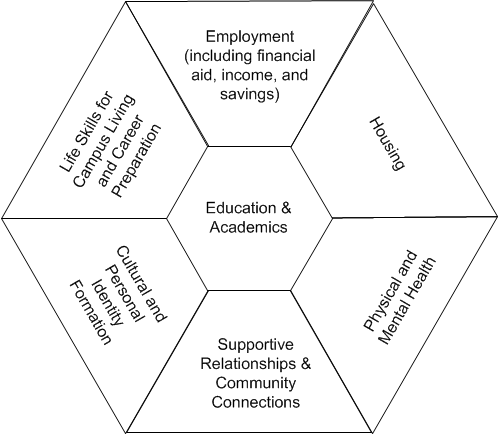 Employment
(including financial
aid, income, and
savings)
Life Skills for
Campus Living
and Career
Preparation
Housing
Education &
Academics
Cultural and
Personal
Identity
Formation
Physical and
Mental Health
Supportive
Relationships &
Community
Connections